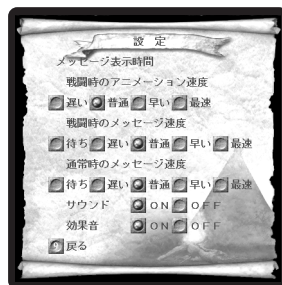 設 定
メッセージ表示時間
戦闘時のアニメーション速度
遅い 普通 早い 最速
戦闘時のメッセージ速度
待ち 遅い 普通 早い 最速
通常時のメッセージ速度
待ち 遅い 普通 早い 最速
サウンド ON OFF
効果音 ON OFF
戻る